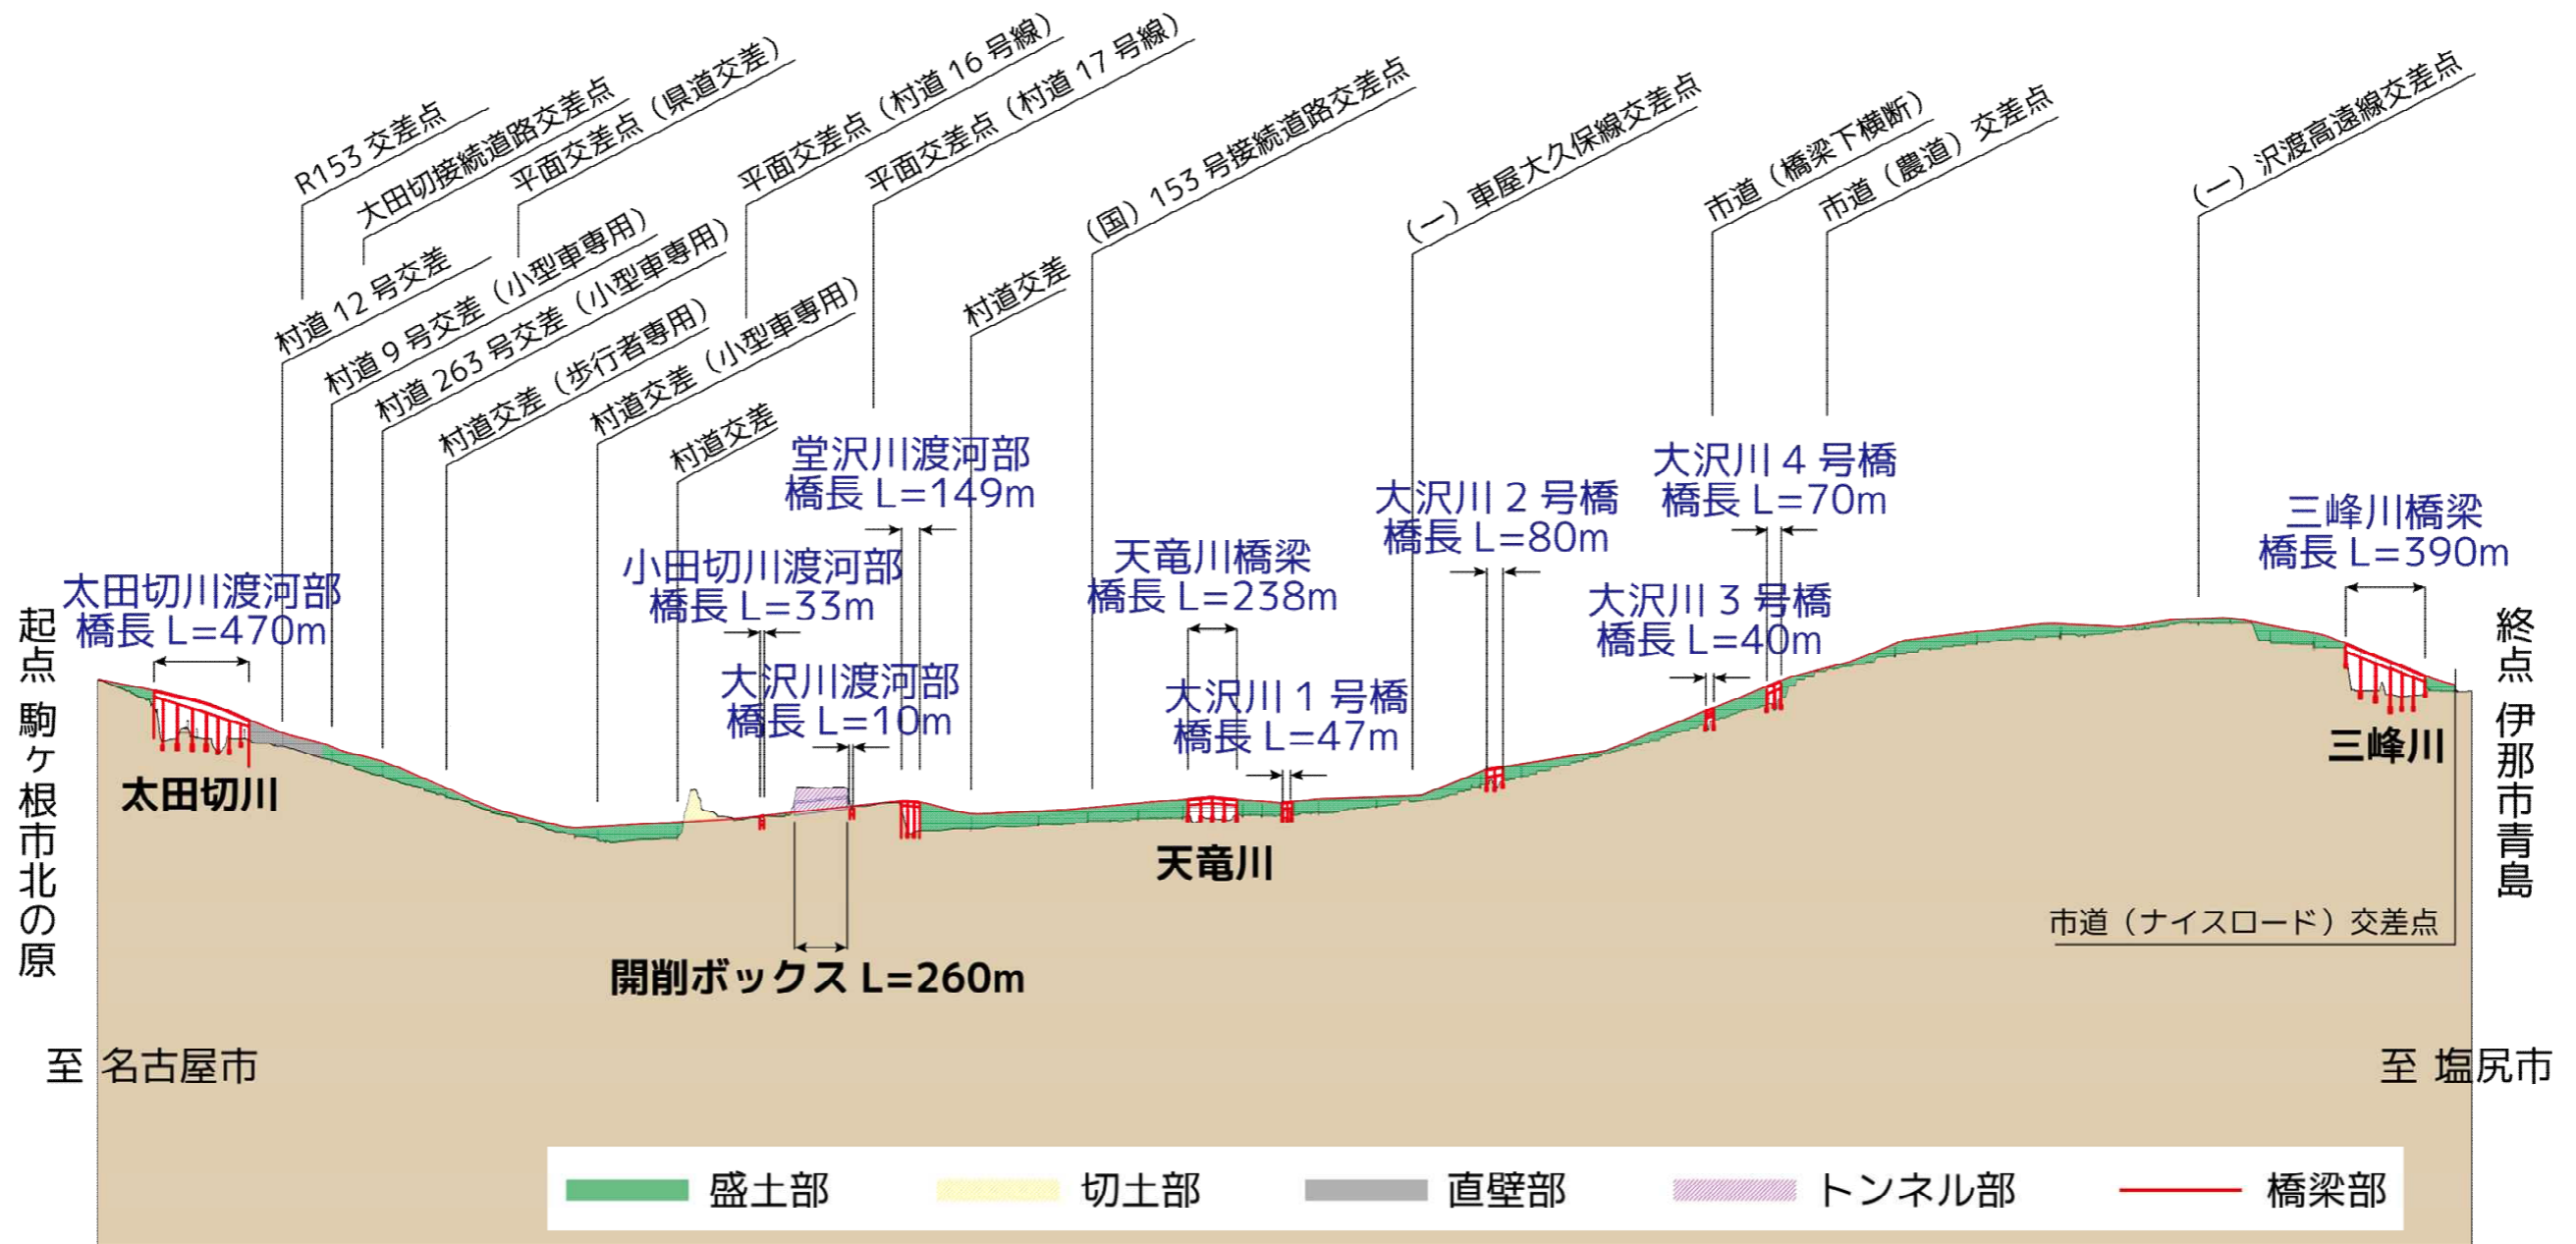 R153 交差点
大田切接続道路交差点
平面交差点（県道交差）
平面交差点（村道 16 号線）
平面交差点（村道 17 号線）
（国）153 号接続道路交差点
（一）車屋大久保線交差点
市道（橋梁下横断）
市道（農道）交差点
（一）沢渡高遠線交差点
村道 12 号交差
村道 9 号交差（小型車専用）
村道 263 号交差（小型車専用）
村道交差（歩行者専用）
村道交差（小型車専用）
村道交差
村道交差
太田切川渡河部
橋長 L=470m
小田切川渡河部
橋長 L=33m
大沢川渡河部
橋長 L=10m
堂沢川渡河部
橋長 L=149m
天竜川橋梁
橋長 L=238m
大沢川 1 号橋
橋長 L=47m
大沢川 2 号橋
橋長 L=80m
大沢川 3 号橋
橋長 L=40m
大沢川 4 号橋
橋長 L=70m
三峰川橋梁
橋長 L=390m
起点 駒ヶ根市北の原
終点 伊那市青島
太田切川
天竜川
三峰川
市道（ナイスロード）交差点
開削ボックス L=260m
至 名古屋市
至 塩尻市
盛土部
切土部
直壁部
トンネル部
橋梁部